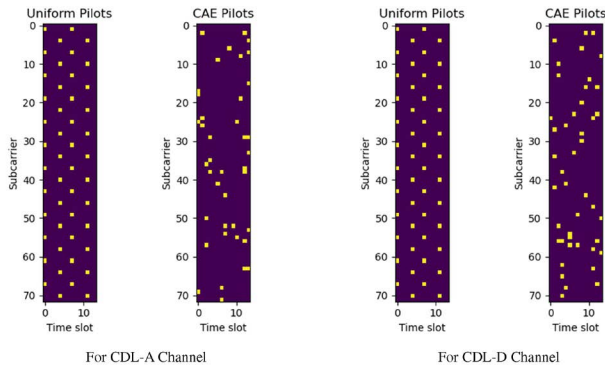 Uniform Pilots CAE Pilots Uniform Pilots CAE Pilots
0 0 0 0
10 10 10 10
20 20 20 20
30 30 30 30
Subcarrier Subcarrier Subcarrier Subcarrier
40 40 40 40
50 50 50 50
60 60 60 60
70 70 70 70
0 10 0 10 0 10 0 10
Time slot Time slot Time slot Time slot
For CDL-A Channel For CDL-D Channel